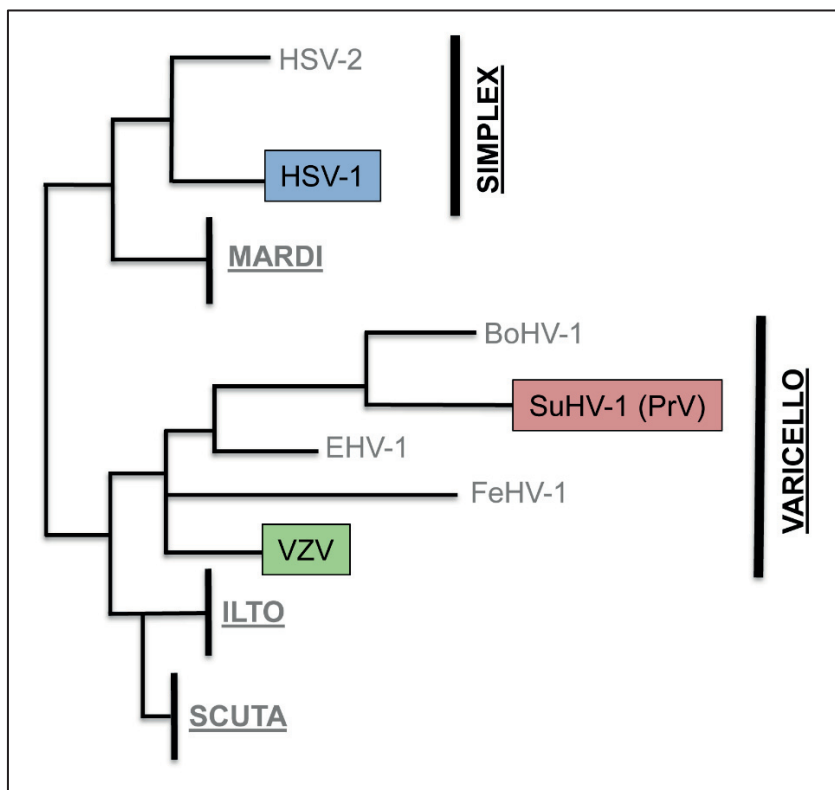 HSV-2
HSV-1
SIMPLEX
MARDI
BoHV-1
SuHV-1 (PrV)
EHV-1
FeHV-1
VZV
VARICELLO
ILTO
SCUTA